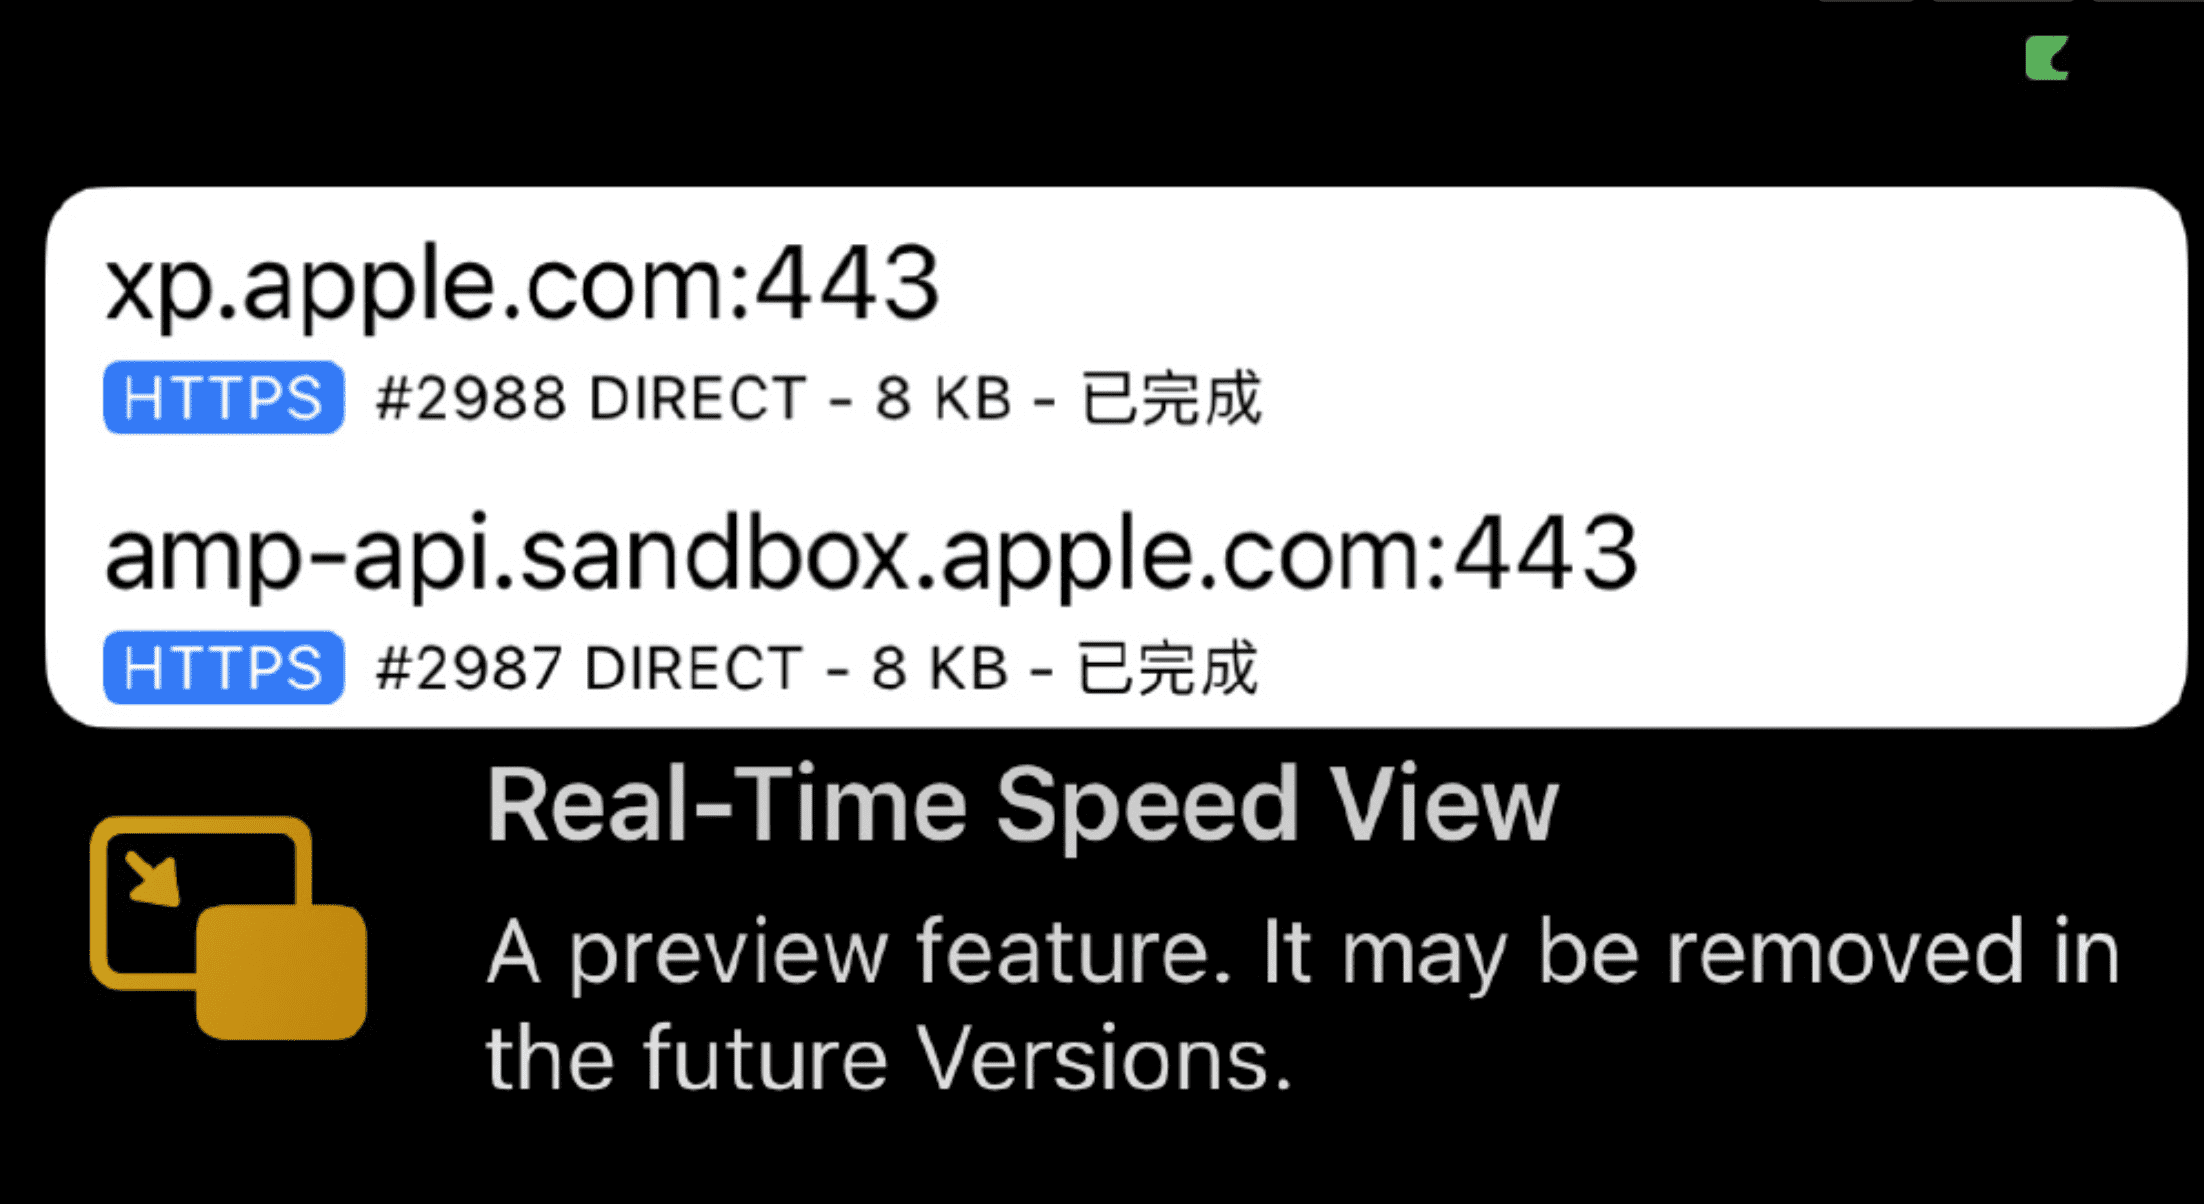 xp.apple.com:443
HTTPS #2988 DIRECT - 8 KB - 已完成
amp-api.sandbox.apple.com:443
HTTPS #2987 DIRECT - 8 KB - 已完成
Real-Time Speed View
A preview feature. It may be removed in
the future Versions.